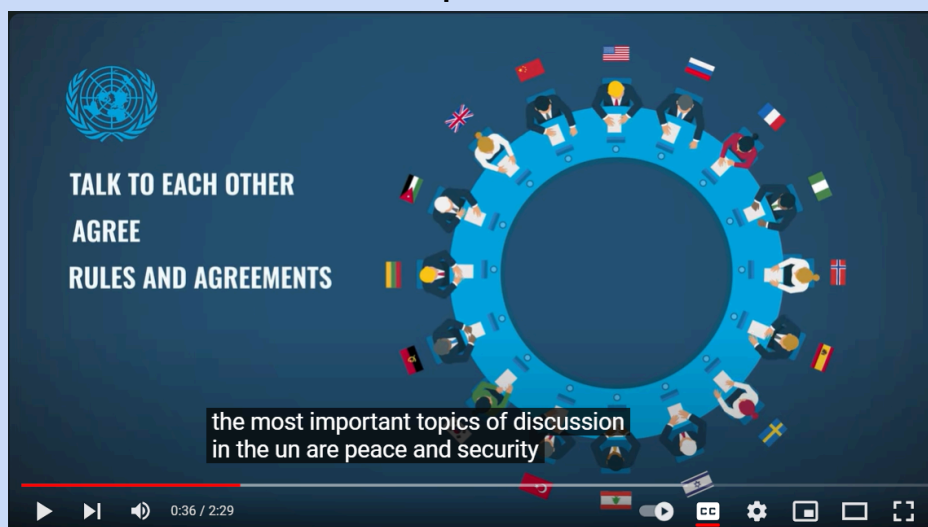 TALK TO EACH OTHER
AGREE
RULES AND AGREEMENTS
the most important topics of discussion
in the un are peace and security
0:36 / 2:29
CC